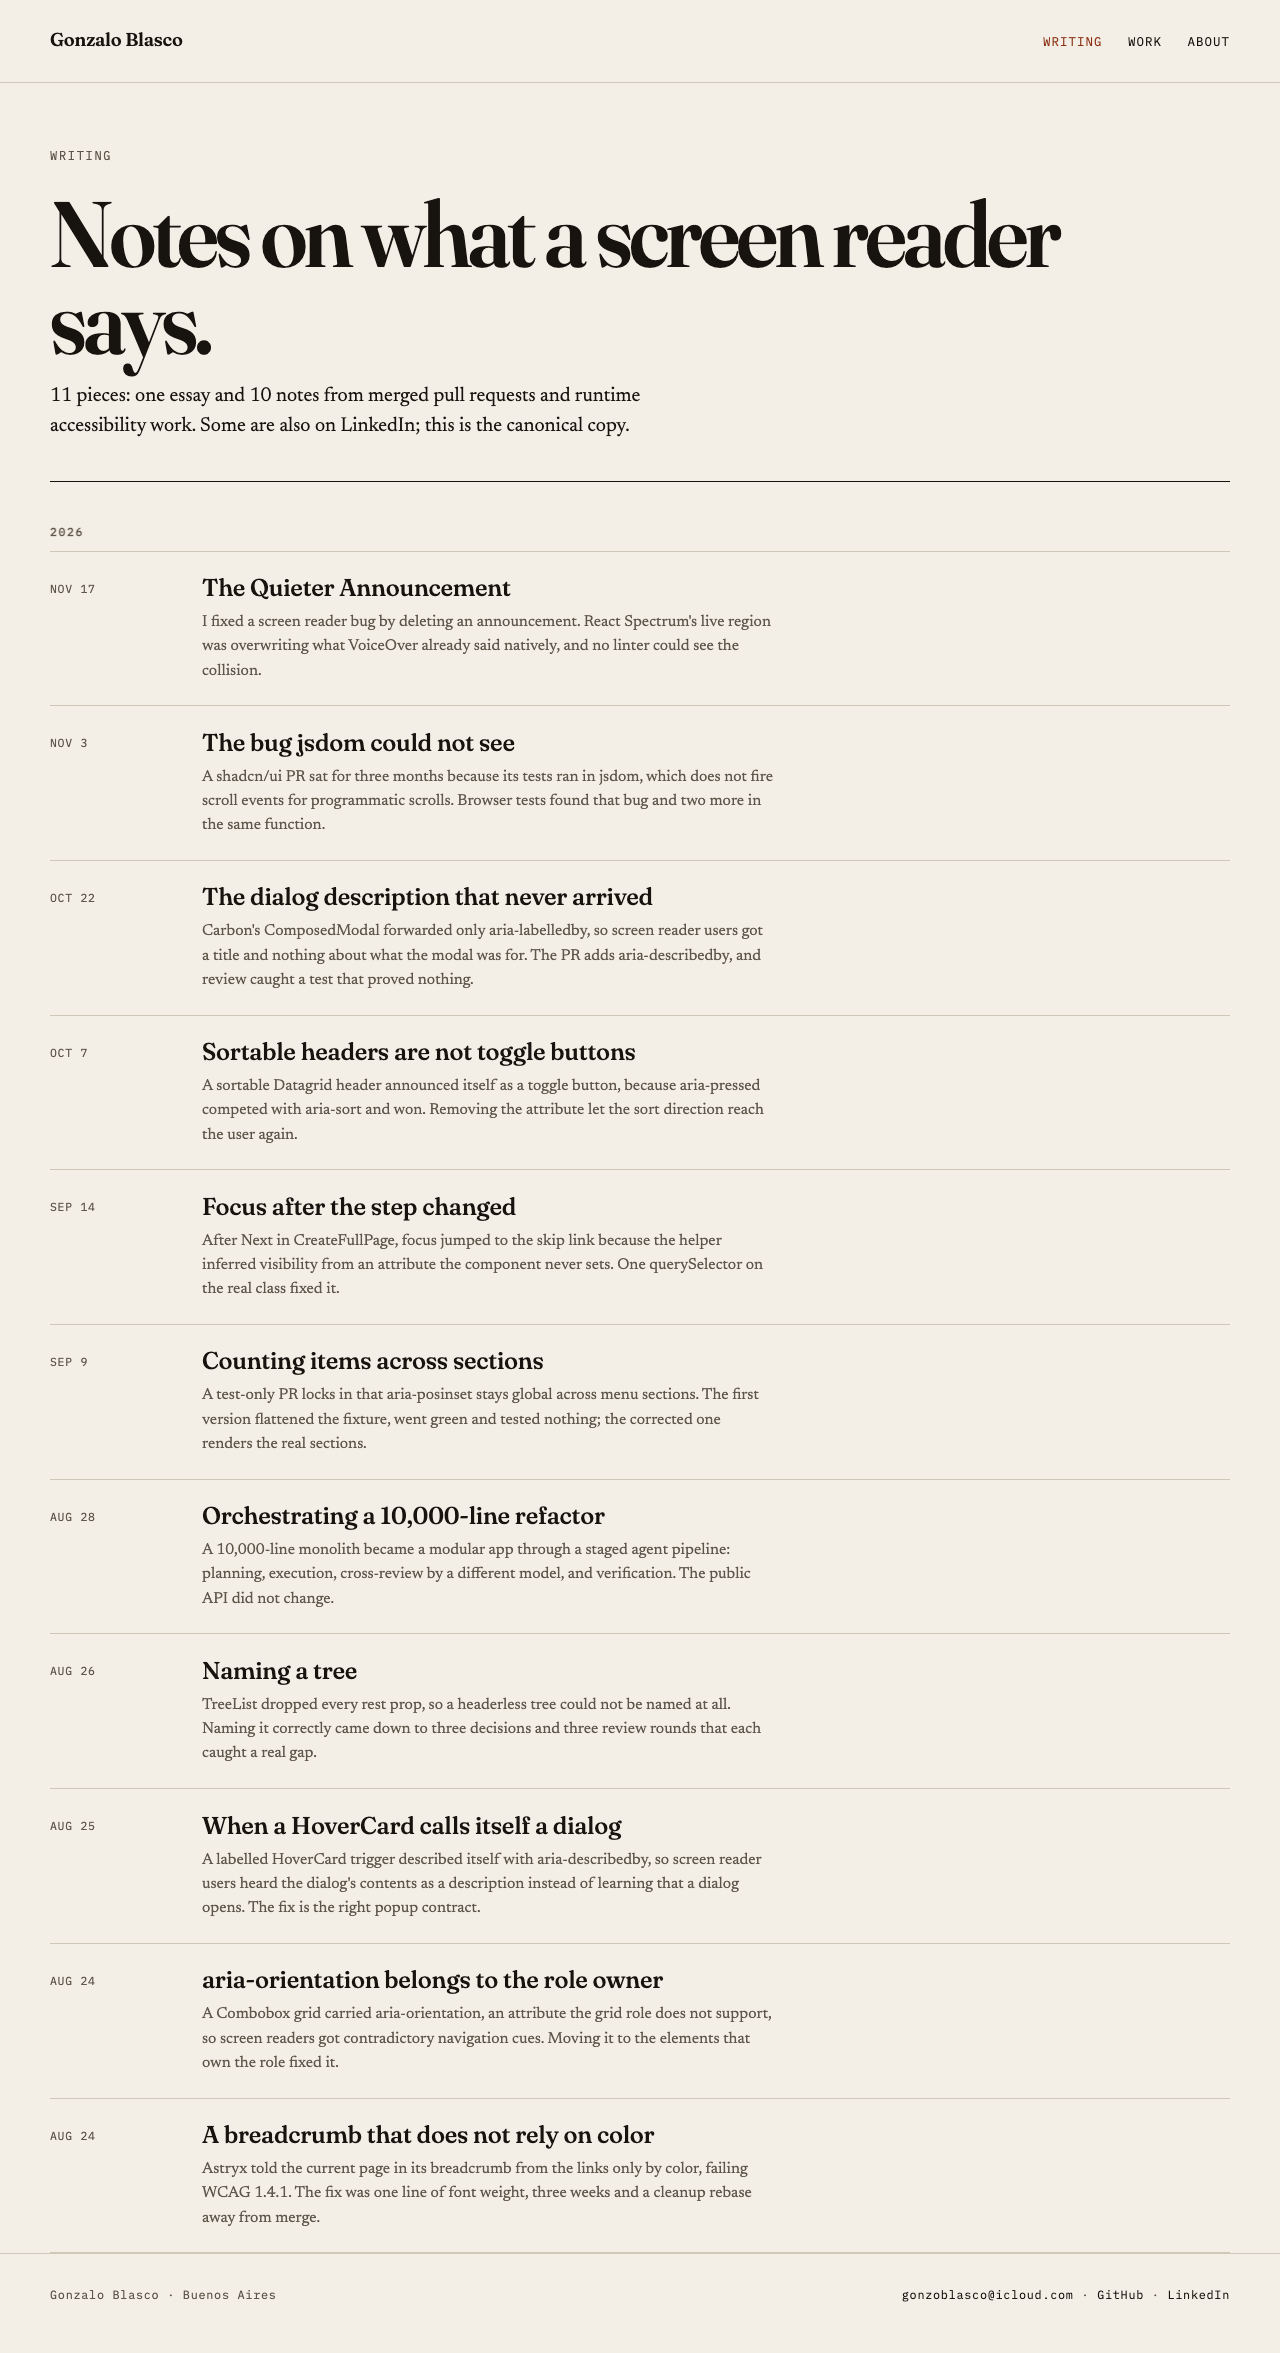 Gonzalo Blasco
WRITING WORK ABOUT
WRITING
Notes on what a screen reader
says.
11 pieces: one essay and 10 notes from merged pull requests and runtime
accessibility work. Some are also on LinkedIn; this is the canonical copy.
2026
NOV 17
The Quieter Announcement
I fixed a screen reader bug by deleting an announcement. React Spectrum's live region
was overwriting what VoiceOver already said natively, and no linter could see the
collision.
NOV 3
The bug jsdom could not see
A shadcn/ui PR sat for three months because its tests ran in jsdom, which does not fire
scroll events for programmatic scrolls. Browser tests found that bug and two more in
the same function.
OCT 22
The dialog description that never arrived
Carbon's ComposedModal forwarded only aria-labelledby, so screen reader users got
a title and nothing about what the modal was for. The PR adds aria-describedby, and
review caught a test that proved nothing.
OCT 7
Sortable headers are not toggle buttons
A sortable Datagrid header announced itself as a toggle button, because aria-pressed
competed with aria-sort and won. Removing the attribute let the sort direction reach
the user again.
SEP 14
Focus after the step changed
After Next in CreateFullPage, focus jumped to the skip link because the helper
inferred visibility from an attribute the component never sets. One querySelector on
the real class fixed it.
SEP 9
Counting items across sections
A test-only PR locks in that aria-posinset stays global across menu sections. The first
version flattened the fixture, went green and tested nothing; the corrected one
renders the real sections.
AUG 28
Orchestrating a 10,000-line refactor
A 10,000-line monolith became a modular app through a staged agent pipeline:
planning, execution, cross-review by a different model, and verification. The public
API did not change.
AUG 26
Naming a tree
TreeList dropped every rest prop, so a headerless tree could not be named at all.
Naming it correctly came down to three decisions and three review rounds that each
caught a real gap.
AUG 25
When a HoverCard calls itself a dialog
A labelled HoverCard trigger described itself with aria-describedby, so screen reader
users heard the dialog's contents as a description instead of learning that a dialog
opens. The fix is the right popup contract.
AUG 24
aria-orientation belongs to the role owner
A Combobox grid carried aria-orientation, an attribute the grid role does not support,
so screen readers got contradictory navigation cues. Moving it to the elements that
own the role fixed it.
AUG 24
A breadcrumb that does not rely on color
Astryx told the current page in its breadcrumb from the links only by color, failing
WCAG 1.4.1. The fix was one line of font weight, three weeks and a cleanup rebase
away from merge.
Gonzalo Blasco · Buenos Aires
gonzoblasco@icloud.com · GitHub · LinkedIn